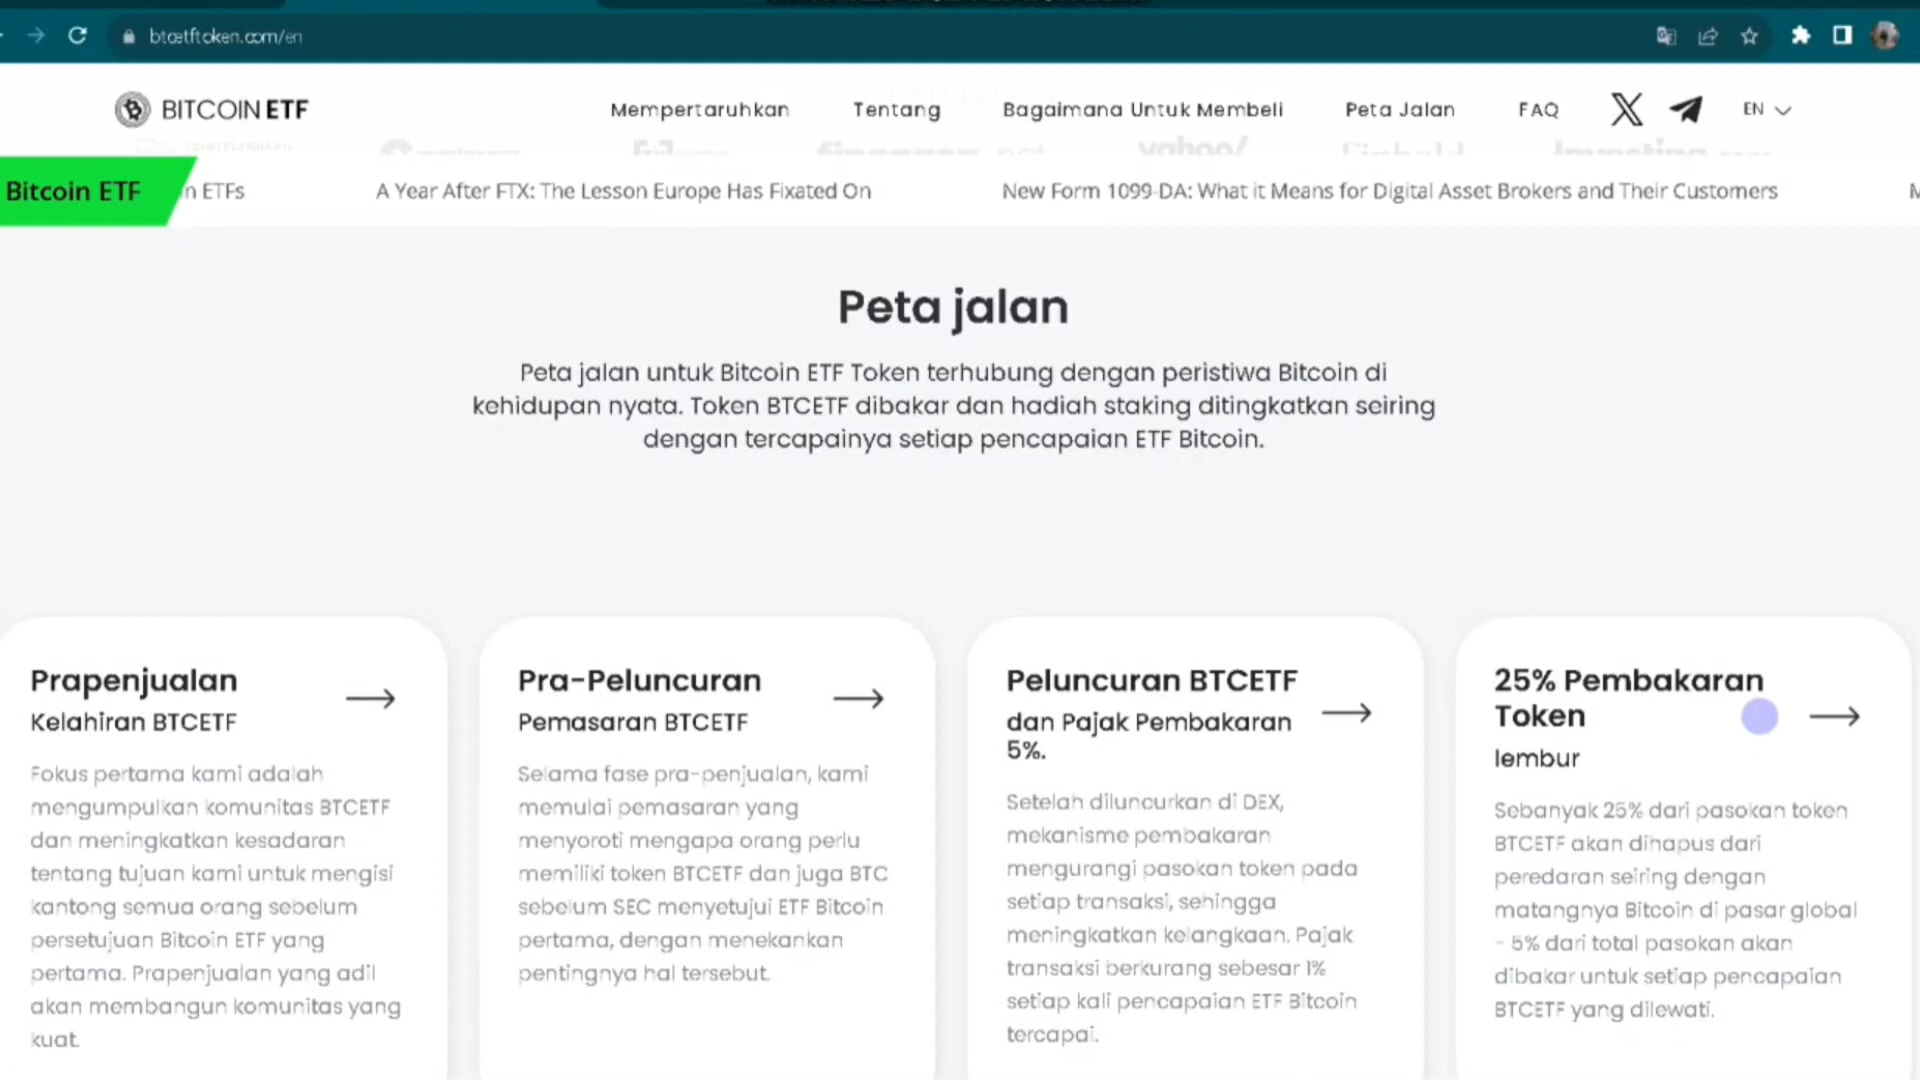 btcetftoken.com/en
BITCOIN ETF
Mempertaruhkan
Tentang
Bagaimana Untuk Membeli
Peta Jalan
FAQ
EN
yahoo/
Bitcoin ETF
n ETFs
A Year After FTX: The Lesson Europe Has Fixated On
New Form 1099-DA: What it Means for Digital Asset Brokers and Their Customers
Peta jalan
Peta jalan untuk Bitcoin ETF Token terhubung dengan peristiwa Bitcoin di
kehidupan nyata. Token BTCETF dibakar dan hadiah staking ditingkatkan seiring
dengan tercapainya setiap pencapaian ETF Bitcoin.
Prapenjualan
Kelahiran BTCETF
Fokus pertama kami adalah
mengumpulkan komunitas BTCETF
dan meningkatkan kesadaran
tentang tujuan kami untuk mengisi
kantong semua orang sebelum
persetujuan Bitcoin ETF yang
pertama. Prapenjualan yang adil
akan membangun komunitas yang
kuat.
Pra-Peluncuran
Pemasaran BTCETF
Selama fase pra-penjualan, kami
memulai pemasaran yang
menyoroti mengapa orang perlu
memiliki token BTCETF dan juga BTC
sebelum SEC menyetujui ETF Bitcoin
pertama, dengan menekankan
pentingnya hal tersebut.
Peluncuran BTCETF
dan Pajak Pembakaran
5%.
Setelah diluncurkan di DEX,
mekanisme pembakaran
mengurangi pasokan token pada
setiap transaksi, sehingga
meningkatkan kelangkaan. Pajak
transaksi berkurang sebesar 1%
setiap kali pencapaian ETF Bitcoin
tercapai.
25% Pembakaran
Token
lembur
Sebanyak 25% dari pasokan token
BTCETF akan dihapus dari
peredaran seiring dengan
matangnya Bitcoin di pasar global
- 5% dari total pasokan akan
dibakar untuk setiap pencapaian
BTCETF yang dilewati.